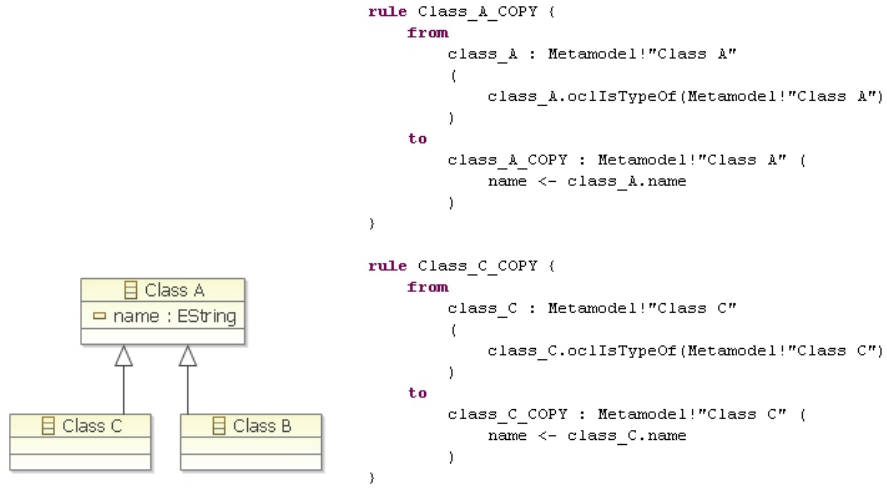 rule Class_A_COPY {
from
class_A : Metamodel!"Class A"
(
class_A.oclIsTypeOf(Metamodel!"Class A")
)
to
class_A_COPY : Metamodel!"Class A" (
name <- class_A.name
)
}
rule Class_C_COPY {
from
class_C : Metamodel!"Class C"
(
class_C.oclIsTypeOf(Metamodel!"Class C")
)
to
class_C_COPY : Metamodel!"Class C" (
name <- class_C.name
)
}
Class A
name : EString
Class C
Class B